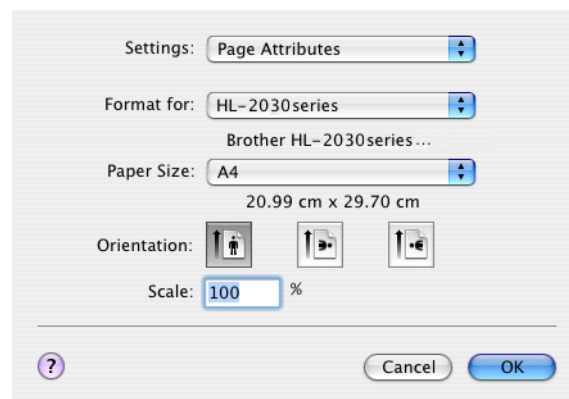 Settings: Page Attributes
Format for: HL-2030series
Brother HL-2030series...
Paper Size: A4
20.99 cm x 29.70 cm
Orientation:
Scale: 100 %
? Cancel OK